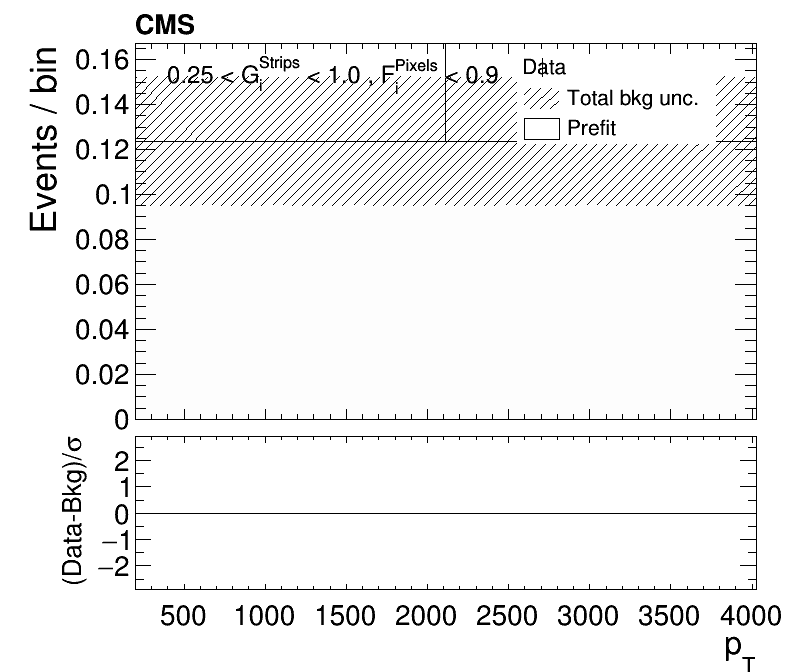 CMS
Events / bin
0.16
0.14
0.12
0.1
0.08
0.06
0.04
0.02
0
0.25 < G_i^Strips < 1.0 , F_i^Pixels < 0.9
Data
Total bkg unc.
Prefit
(Data-Bkg)/σ
2
1
0
−1
−2
500 1000 1500 2000 2500 3000 3500 4000
p_T